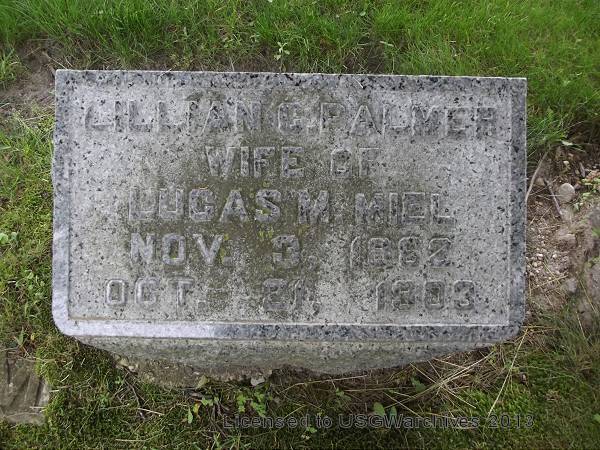 LILLIAN C. PALMER
WIFE OF
LUCAS M. MIEL
NOV. 3, 1882
OCT. 21, 1903
Licensed to USGWarchives 2013